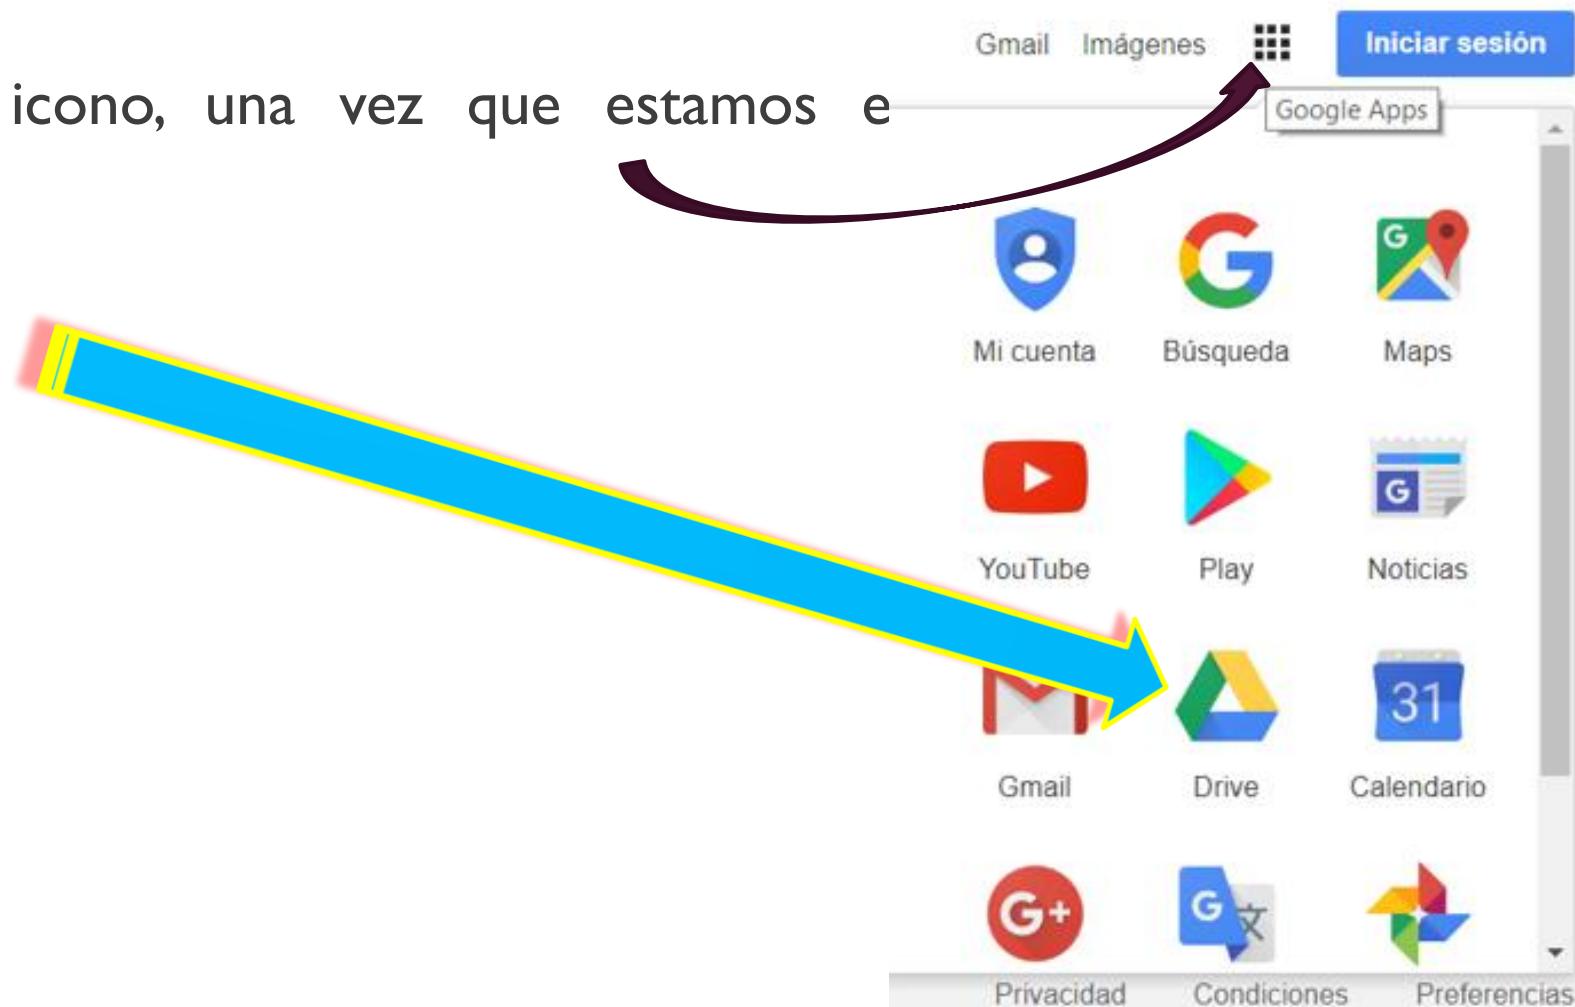 Gmail Imágenes Iniciar sesión
icono, una vez que estamos e
Google Apps
Mi cuenta Búsqueda Maps
G
YouTube Play Noticias
G
31
Gmail Drive Calendario
G+ G 文
Privacidad Condiciones Preferencias